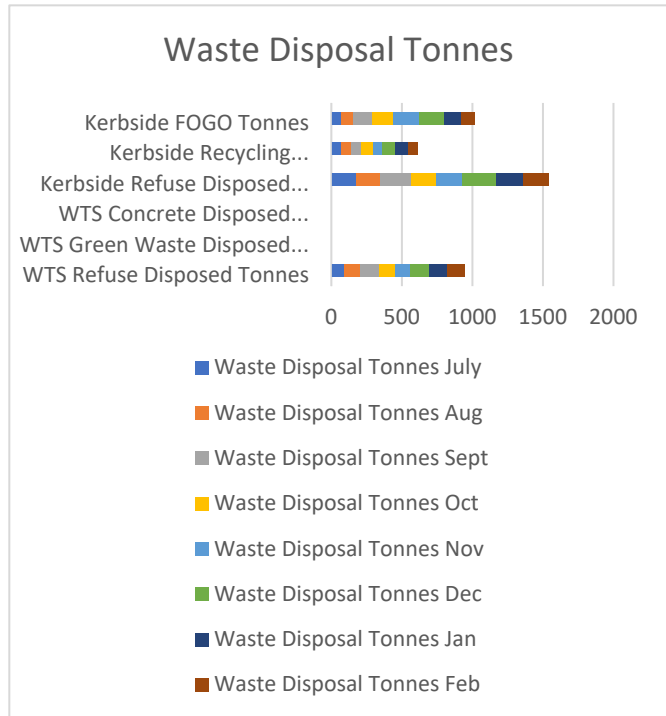 Waste Disposal Tonnes
Kerbside FOGO Tonnes
Kerbside Recycling...
Kerbside Refuse Disposed...
WTS Concrete Disposed...
WTS Green Waste Disposed...
WTS Refuse Disposed Tonnes
0 500 1000 1500 2000
Waste Disposal Tonnes July
Waste Disposal Tonnes Aug
Waste Disposal Tonnes Sept
Waste Disposal Tonnes Oct
Waste Disposal Tonnes Nov
Waste Disposal Tonnes Dec
Waste Disposal Tonnes Jan
Waste Disposal Tonnes Feb